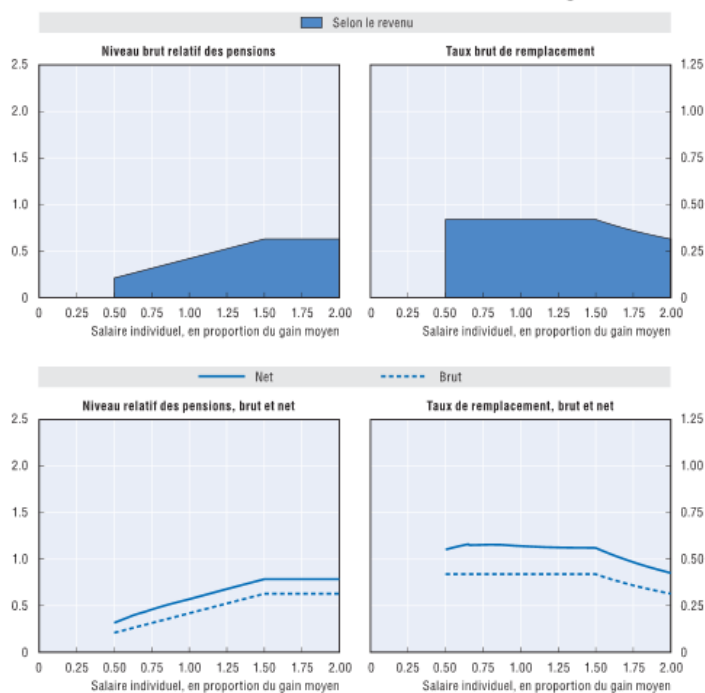 Selon le revenu
Niveau brut relatif des pensions
Taux brut de remplacement
2.5
2.0
1.5
1.0
0.5
0
0 0.25 0.50 0.75 1.00 1.25 1.50 1.75 2.00
Salaire individuel, en proportion du gain moyen
1.25
1.00
0.75
0.50
0.25
0
0 0.25 0.50 0.75 1.00 1.25 1.50 1.75 2.00
Salaire individuel, en proportion du gain moyen
Net Brut
Niveau relatif des pensions, brut et net
Taux de remplacement, brut et net
2.5
2.0
1.5
1.0
0.5
0
0 0.25 0.50 0.75 1.00 1.25 1.50 1.75 2.00
Salaire individuel, en proportion du gain moyen
1.25
1.00
0.75
0.50
0.25
0
0 0.25 0.50 0.75 1.00 1.25 1.50 1.75 2.00
Salaire individuel, en proportion du gain moyen